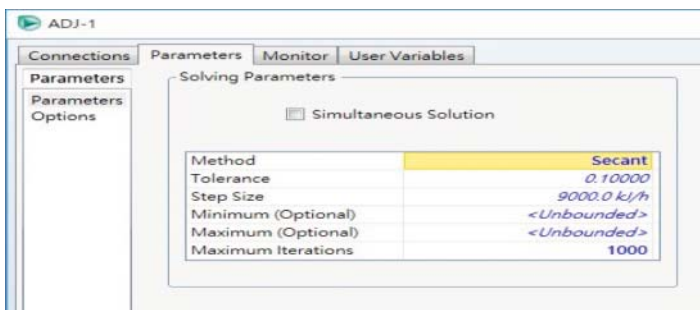 ADJ-1
Connections Parameters Monitor User Variables
Parameters
Parameters
Options
Solving Parameters
Simultaneous Solution
Method Secant
Tolerance 0.10000
Step Size 9000.0 kJ/h
Minimum (Optional) <Unbounded>
Maximum (Optional) <Unbounded>
Maximum Iterations 1000